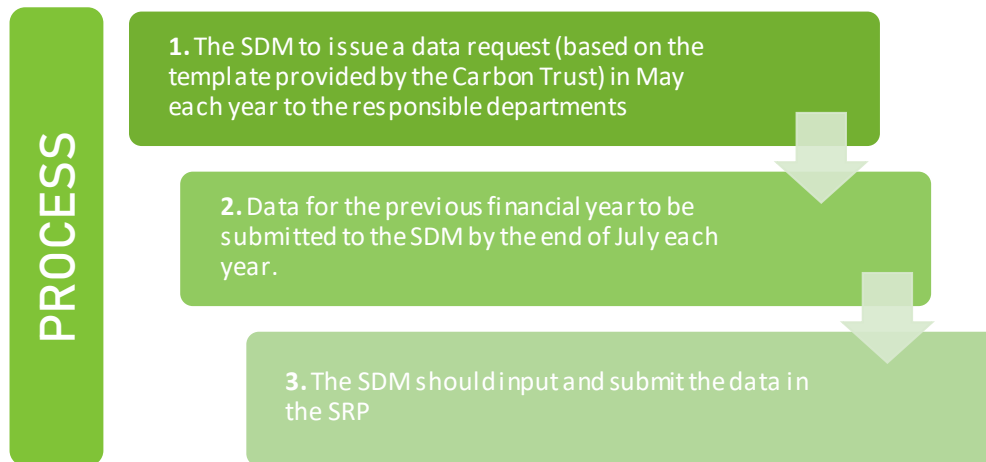 PROCESS
1. The SDM to issue a data request (based on the
template provided by the Carbon Trust) in May
each year to the responsible departments
2. Data for the previous financial year to be
submitted to the SDM by the end of July each
year.
3. The SDM should input and submit the data in
the SRP